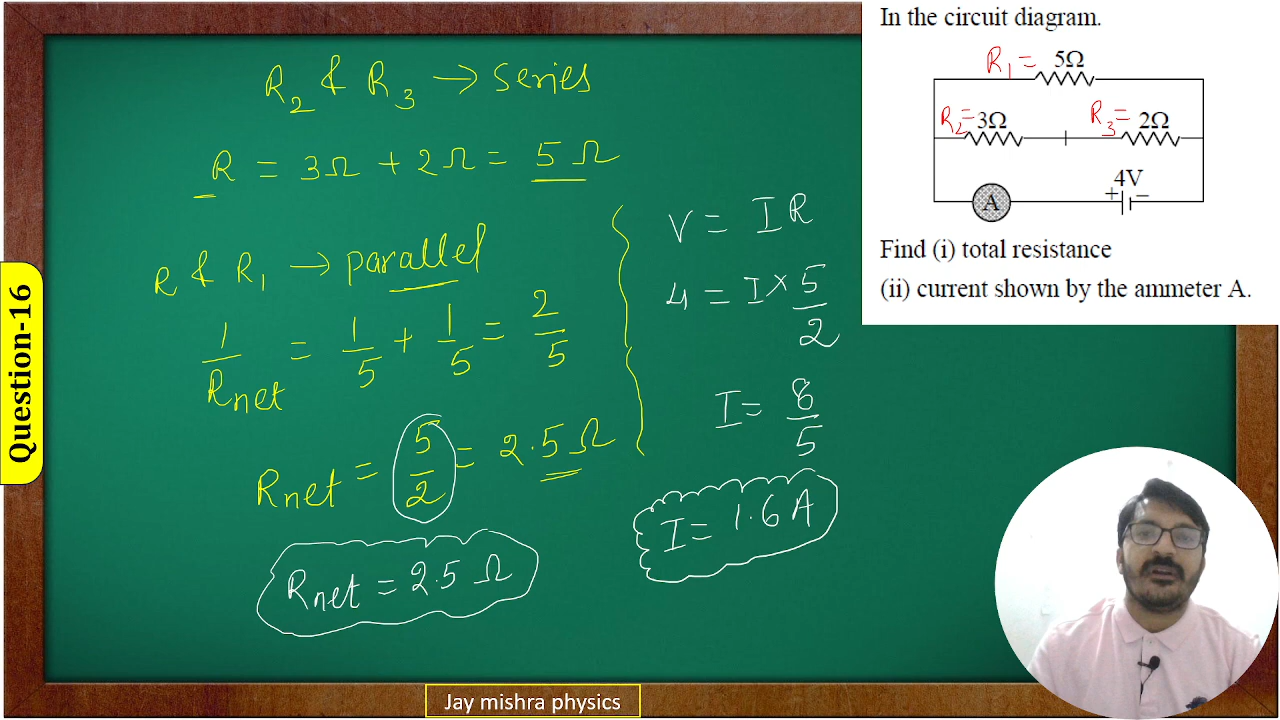 Question-16
R₂ & R₃ → Series
R = 3Ω + 2Ω = 5Ω
R & R₁ → parallel
1/Rnet = 1/5 + 1/5 = 2/5
Rnet = 5/2 = 2.5Ω
Rnet = 2.5 Ω
V = IR
4 = I × 5/2
I = 8/5
I = 1.6 A
In the circuit diagram.
R₁ = 5Ω
R₂ = 3Ω R₃ = 2Ω
4V
A + −
Find (i) total resistance
(ii) current shown by the ammeter A.
Jay mishra physics